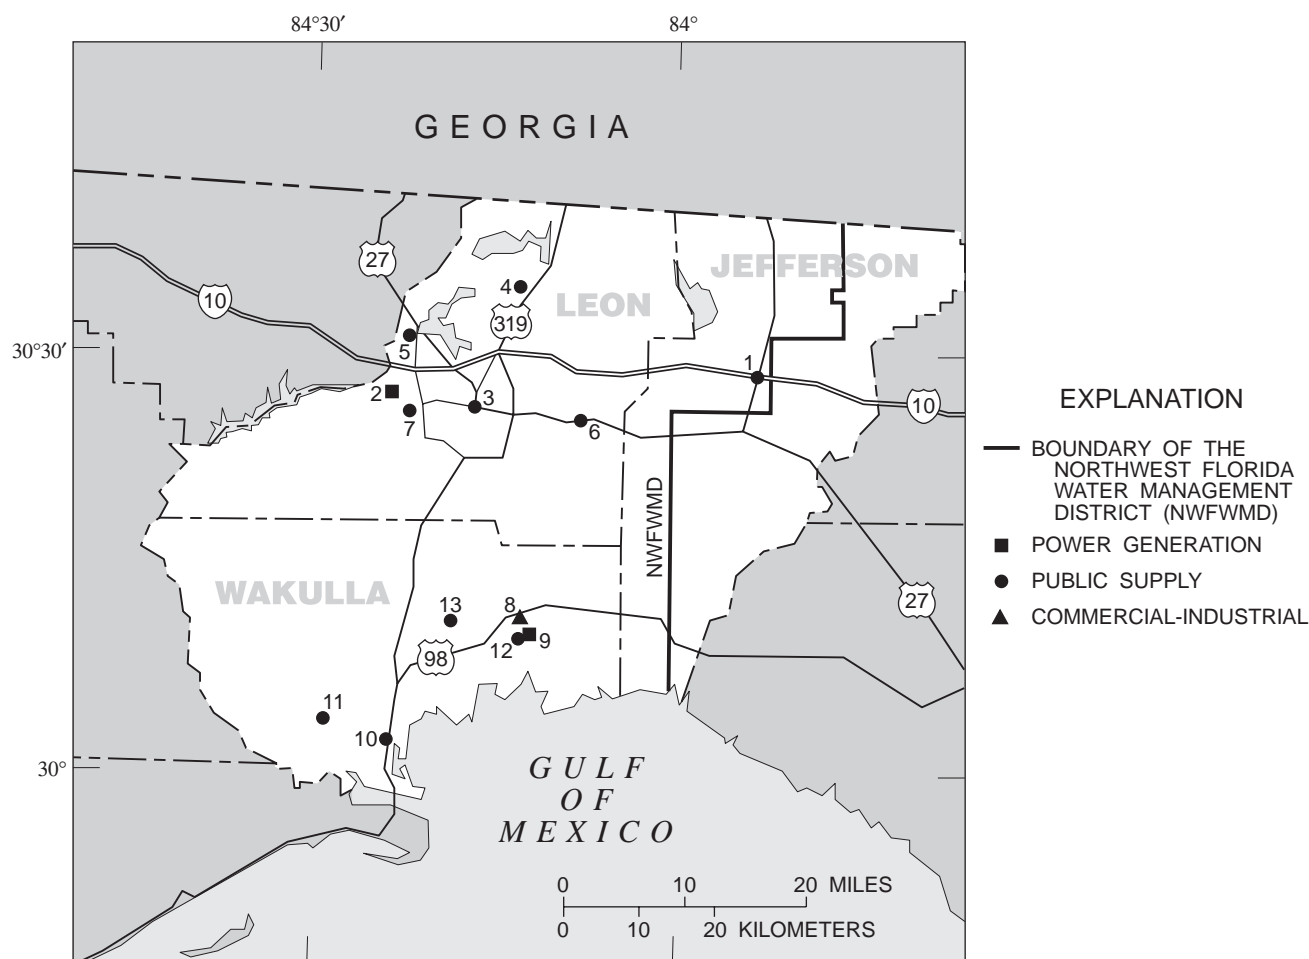 84°30′ 84°
GEORGIA
27
JEFFERSON
10
4
LEON
319
30°30′
5
1
2
3
10
7
6
EXPLANATION
BOUNDARY OF THE
NORTHWEST FLORIDA
WATER MANAGEMENT
DISTRICT (NWFWMD)
POWER GENERATION
PUBLIC SUPPLY
COMMERCIAL-INDUSTRIAL
NWFWMD
WAKULLA
13
8
27
12
9
98
11
10
30°
GULF
OF
MEXICO
0 10 20 MILES
0 10 20 KILOMETERS